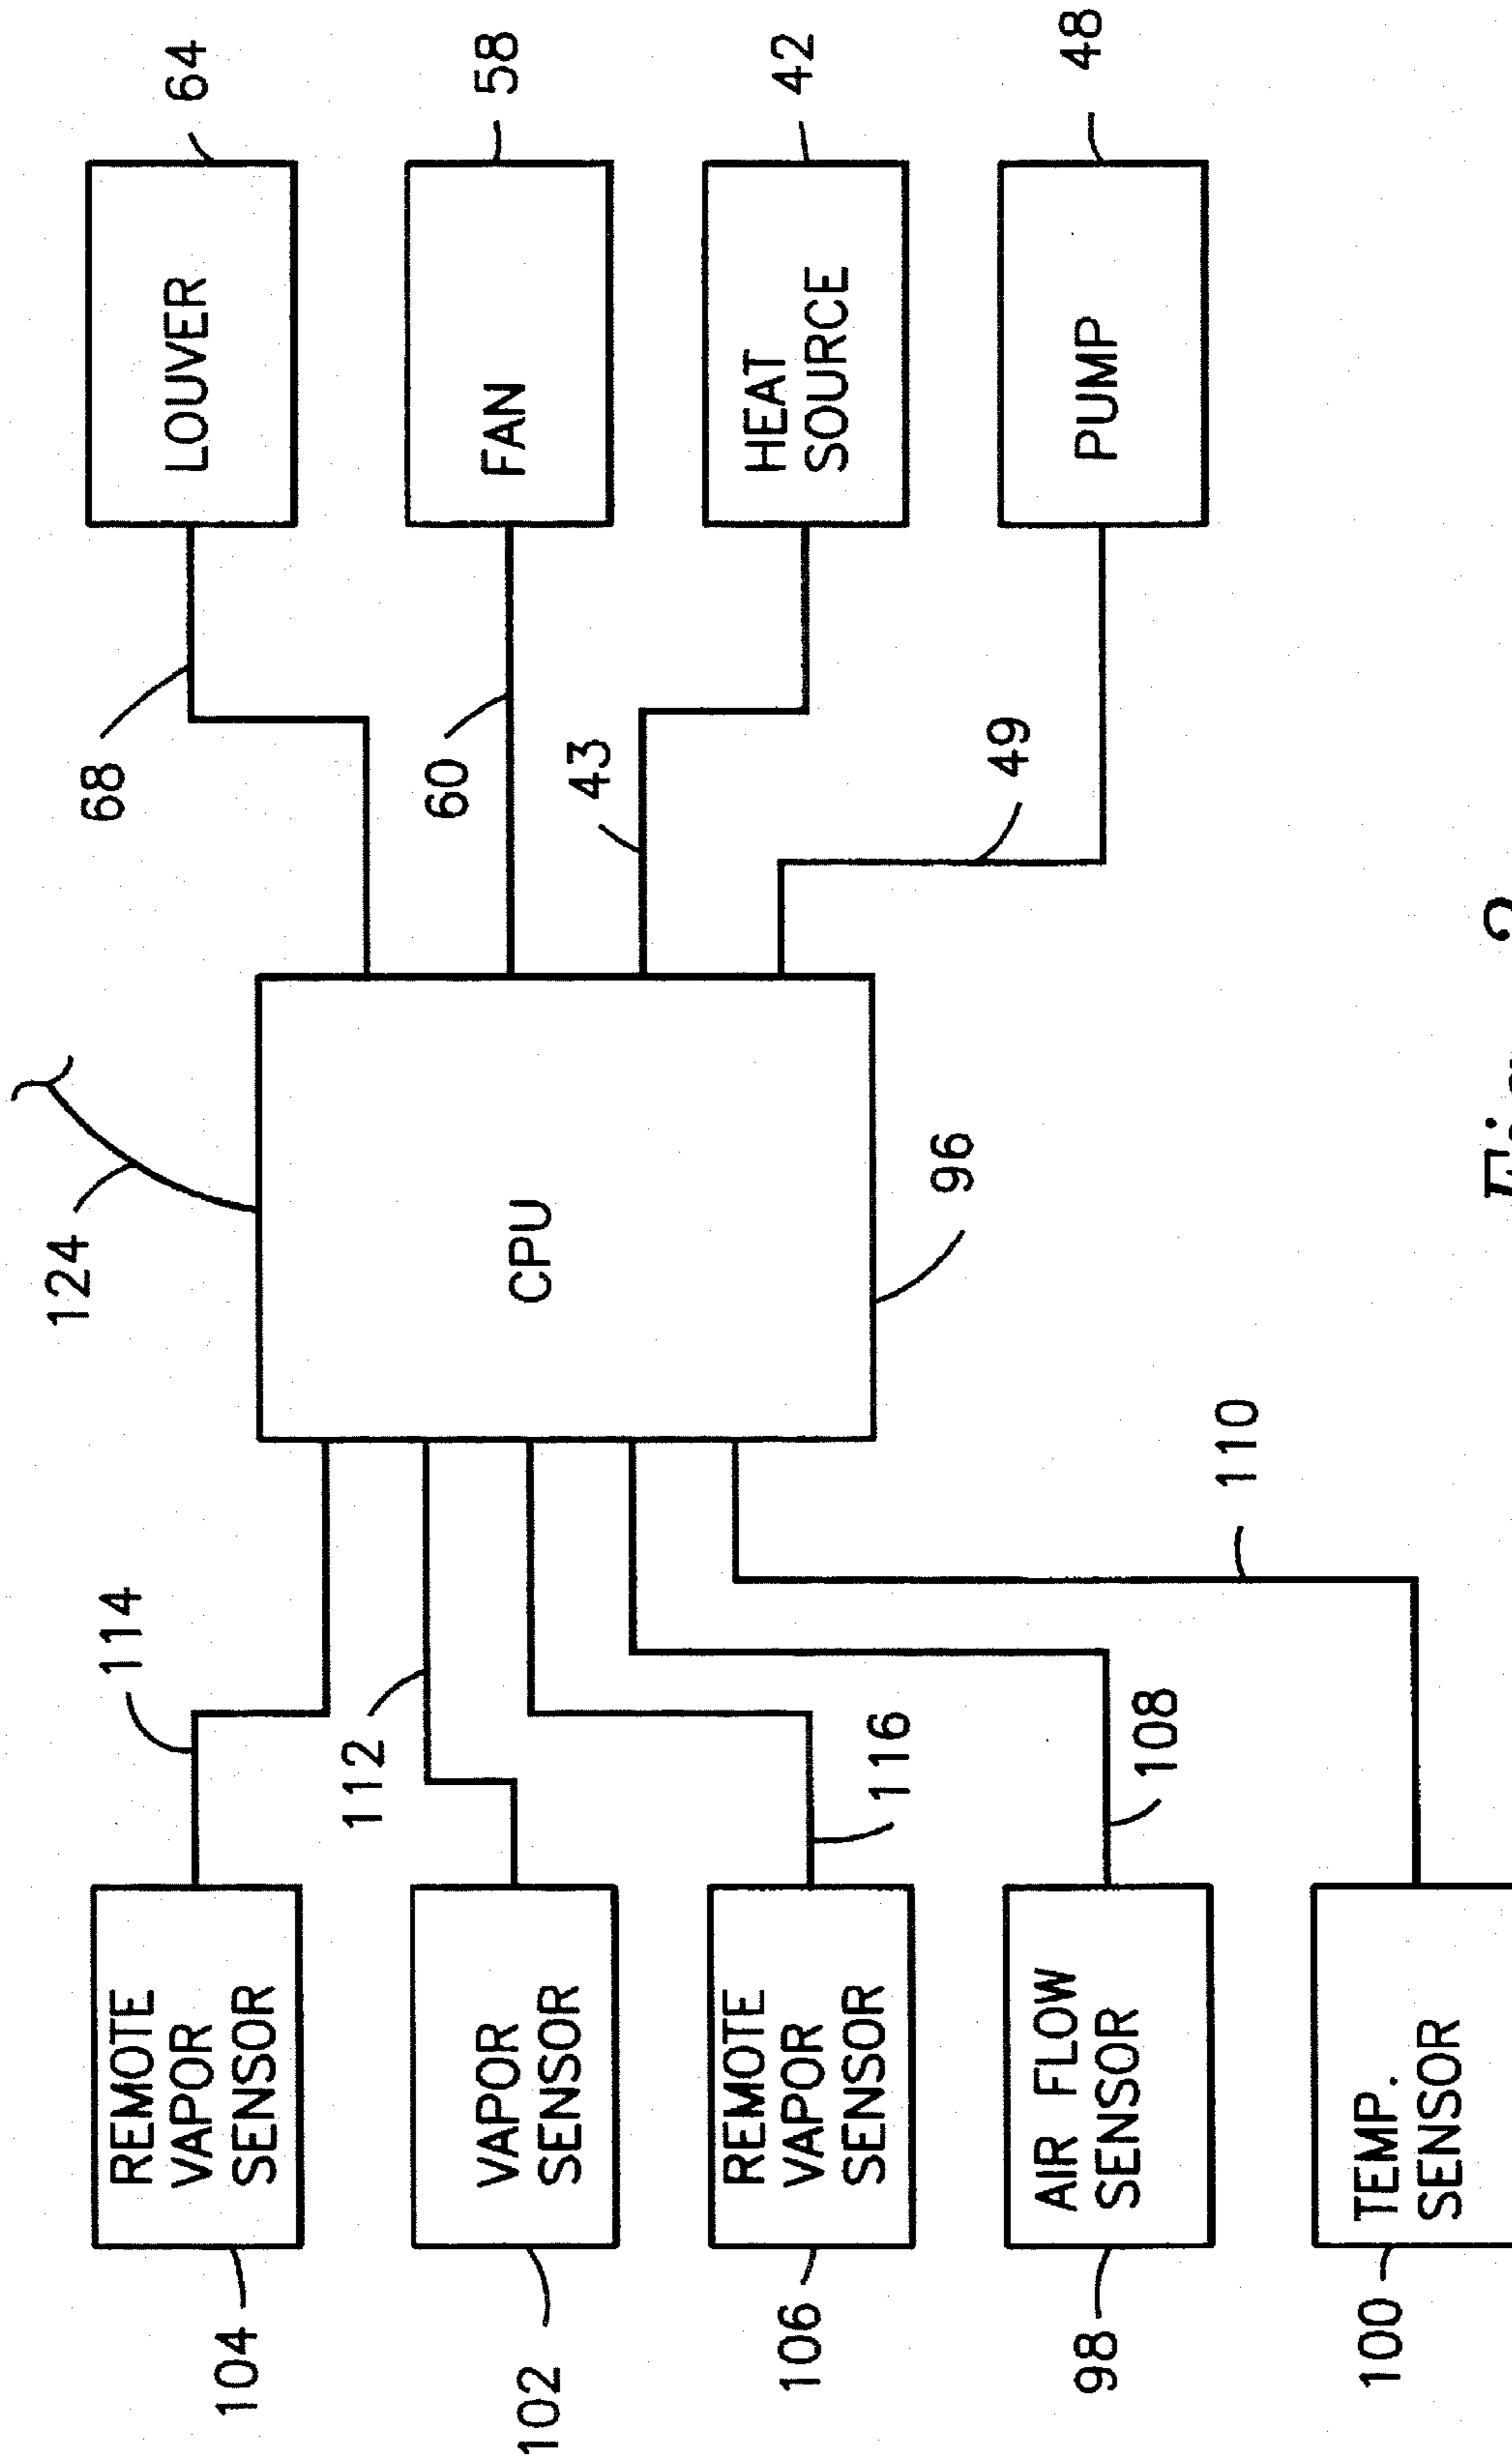 124
104
REMOTE
VAPOR
SENSOR
114
68
LOUVER
64
102
VAPOR
SENSOR
112
CPU
60
FAN
58
106
REMOTE
VAPOR
SENSOR
116
43
HEAT
SOURCE
42
98
AIR FLOW
SENSOR
108
96
49
PUMP
48
100
TEMP.
SENSOR
110